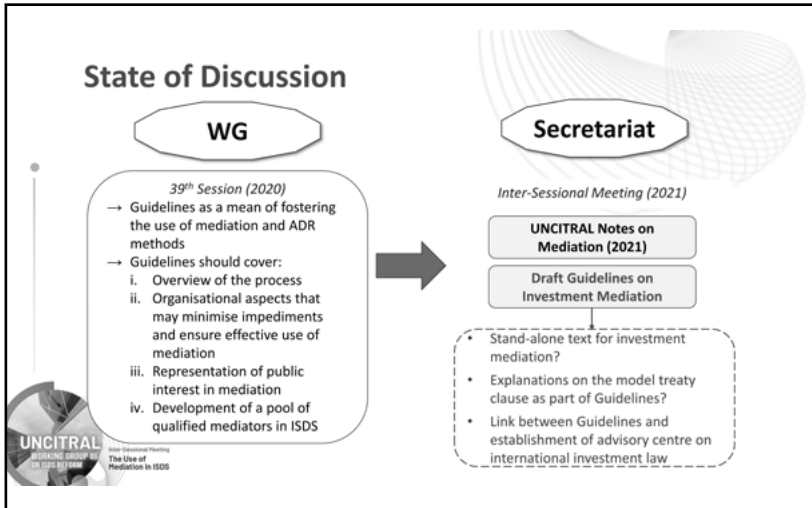 State of Discussion
WG
39th Session (2020)
→ Guidelines as a mean of fostering
the use of mediation and ADR
methods
→ Guidelines should cover:
i. Overview of the process
ii. Organisational aspects that
may minimise impediments
and ensure effective use of
mediation
iii. Representation of public
interest in mediation
iv. Development of a pool of
qualified mediators in ISDS
Secretariat
Inter-Sessional Meeting (2021)
UNCITRAL Notes on
Mediation (2021)
Draft Guidelines on
Investment Mediation
• Stand-alone text for investment
mediation?
• Explanations on the model treaty
clause as part of Guidelines?
• Link between Guidelines and
establishment of advisory centre on
international investment law
UNCITRAL
WORKING GROUP III
ON ISDS REFORM
Inter-Sessional Meeting
The Use of
Mediation in ISDS